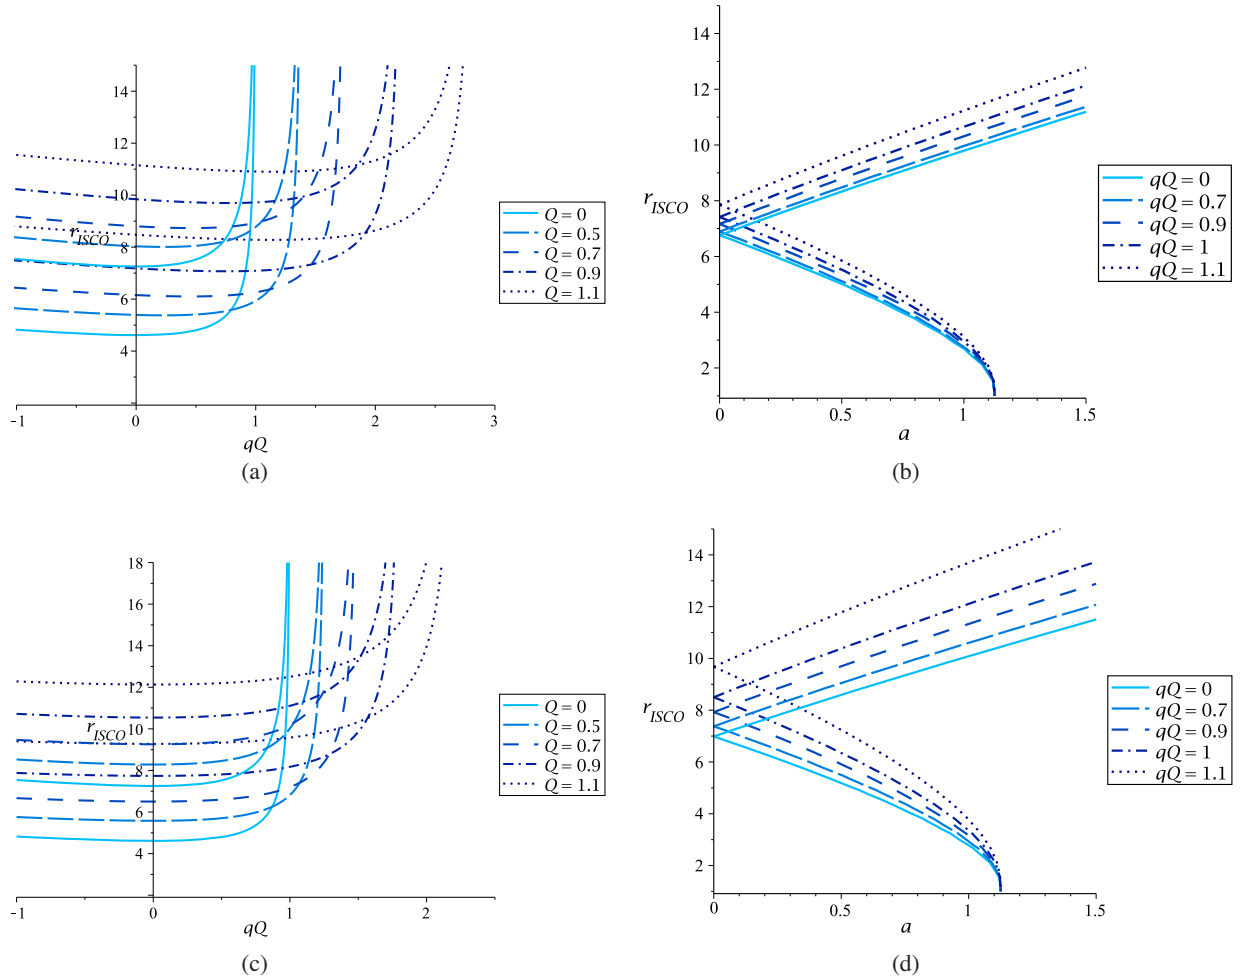 14
12
10
r_ISCO
8
6
4
−1
0
1
2
3
qQ
Q = 0
Q = 0.5
Q = 0.7
Q = 0.9
Q = 1.1
(a)
14
12
10
r_ISCO
8
6
4
2
0
0.5
1
1.5
a
qQ = 0
qQ = 0.7
qQ = 0.9
qQ = 1
qQ = 1.1
(b)
18
16
14
12
10
r_ISCO
8
6
4
−1
0
1
2
qQ
Q = 0
Q = 0.5
Q = 0.7
Q = 0.9
Q = 1.1
(c)
14
12
10
r_ISCO
8
6
4
2
0
0.5
1
1.5
a
qQ = 0
qQ = 0.7
qQ = 0.9
qQ = 1
qQ = 1.1
(d)